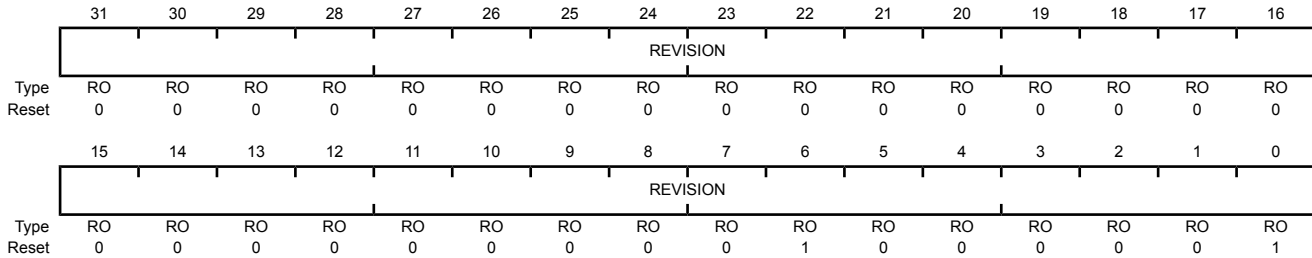 31 30 29 28 27 26 25 24 23 22 21 20 19 18 17 16
REVISION
Type RO RO RO RO RO RO RO RO RO RO RO RO RO RO RO RO
Reset 0 0 0 0 0 0 0 0 0 0 0 0 0 0 0 0
15 14 13 12 11 10 9 8 7 6 5 4 3 2 1 0
REVISION
Type RO RO RO RO RO RO RO RO RO RO RO RO RO RO RO RO
Reset 0 0 0 0 0 0 0 0 0 1 0 0 0 0 0 1